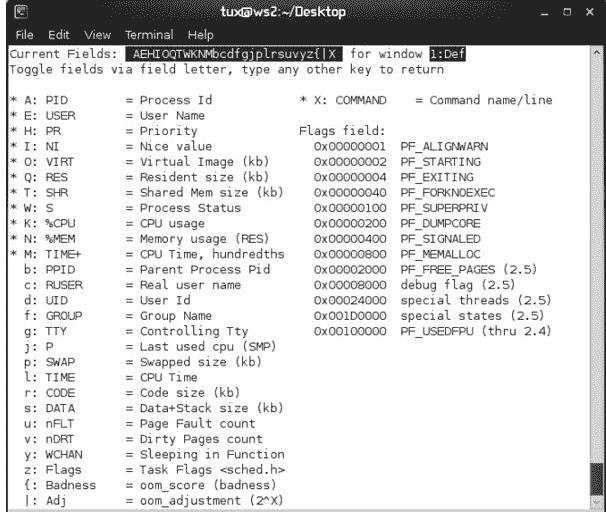 tux@ws2:~/Desktop
File Edit View Terminal Help
Current Fields: AEHIOQTWKNMbcdfgjplrsuvyz{|X for window 1:Def
Toggle fields via field letter, type any other key to return
* A: PID = Process Id * X: COMMAND = Command name/line
* E: USER = User Name
* H: PR = Priority Flags field:
* I: NI = Nice value 0x00000001 PF_ALIGNWARN
* O: VIRT = Virtual Image (kb) 0x00000002 PF_STARTING
* Q: RES = Resident size (kb) 0x00000004 PF_EXITING
* T: SHR = Shared Mem size (kb) 0x00000040 PF_FORKNOEXEC
* W: S = Process Status 0x00000100 PF_SUPERPRIV
* K: %CPU = CPU usage 0x00000200 PF_DUMPCORE
* N: %MEM = Memory usage (RES) 0x00000400 PF_SIGNALED
* M: TIME+ = CPU Time, hundredths 0x00000800 PF_MEMALLOC
b: PPID = Parent Process Pid 0x00002000 PF_FREE_PAGES (2.5)
c: RUSER = Real user name 0x00008000 debug flag (2.5)
d: UID = User Id 0x00024000 special threads (2.5)
f: GROUP = Group Name 0x001D0000 special states (2.5)
g: TTY = Controlling Tty 0x00100000 PF_USEDFPU (thru 2.4)
j: P = Last used cpu (SMP)
p: SWAP = Swapped size (kb)
l: TIME = CPU Time
r: CODE = Code size (kb)
s: DATA = Data+Stack size (kb)
u: nFLT = Page Fault count
v: nDRT = Dirty Pages count
y: WCHAN = Sleeping in Function
z: Flags = Task Flags <sched.h>
{: Badness = oom_score (badness)
|: Adj = oom_adjustment (2^X)